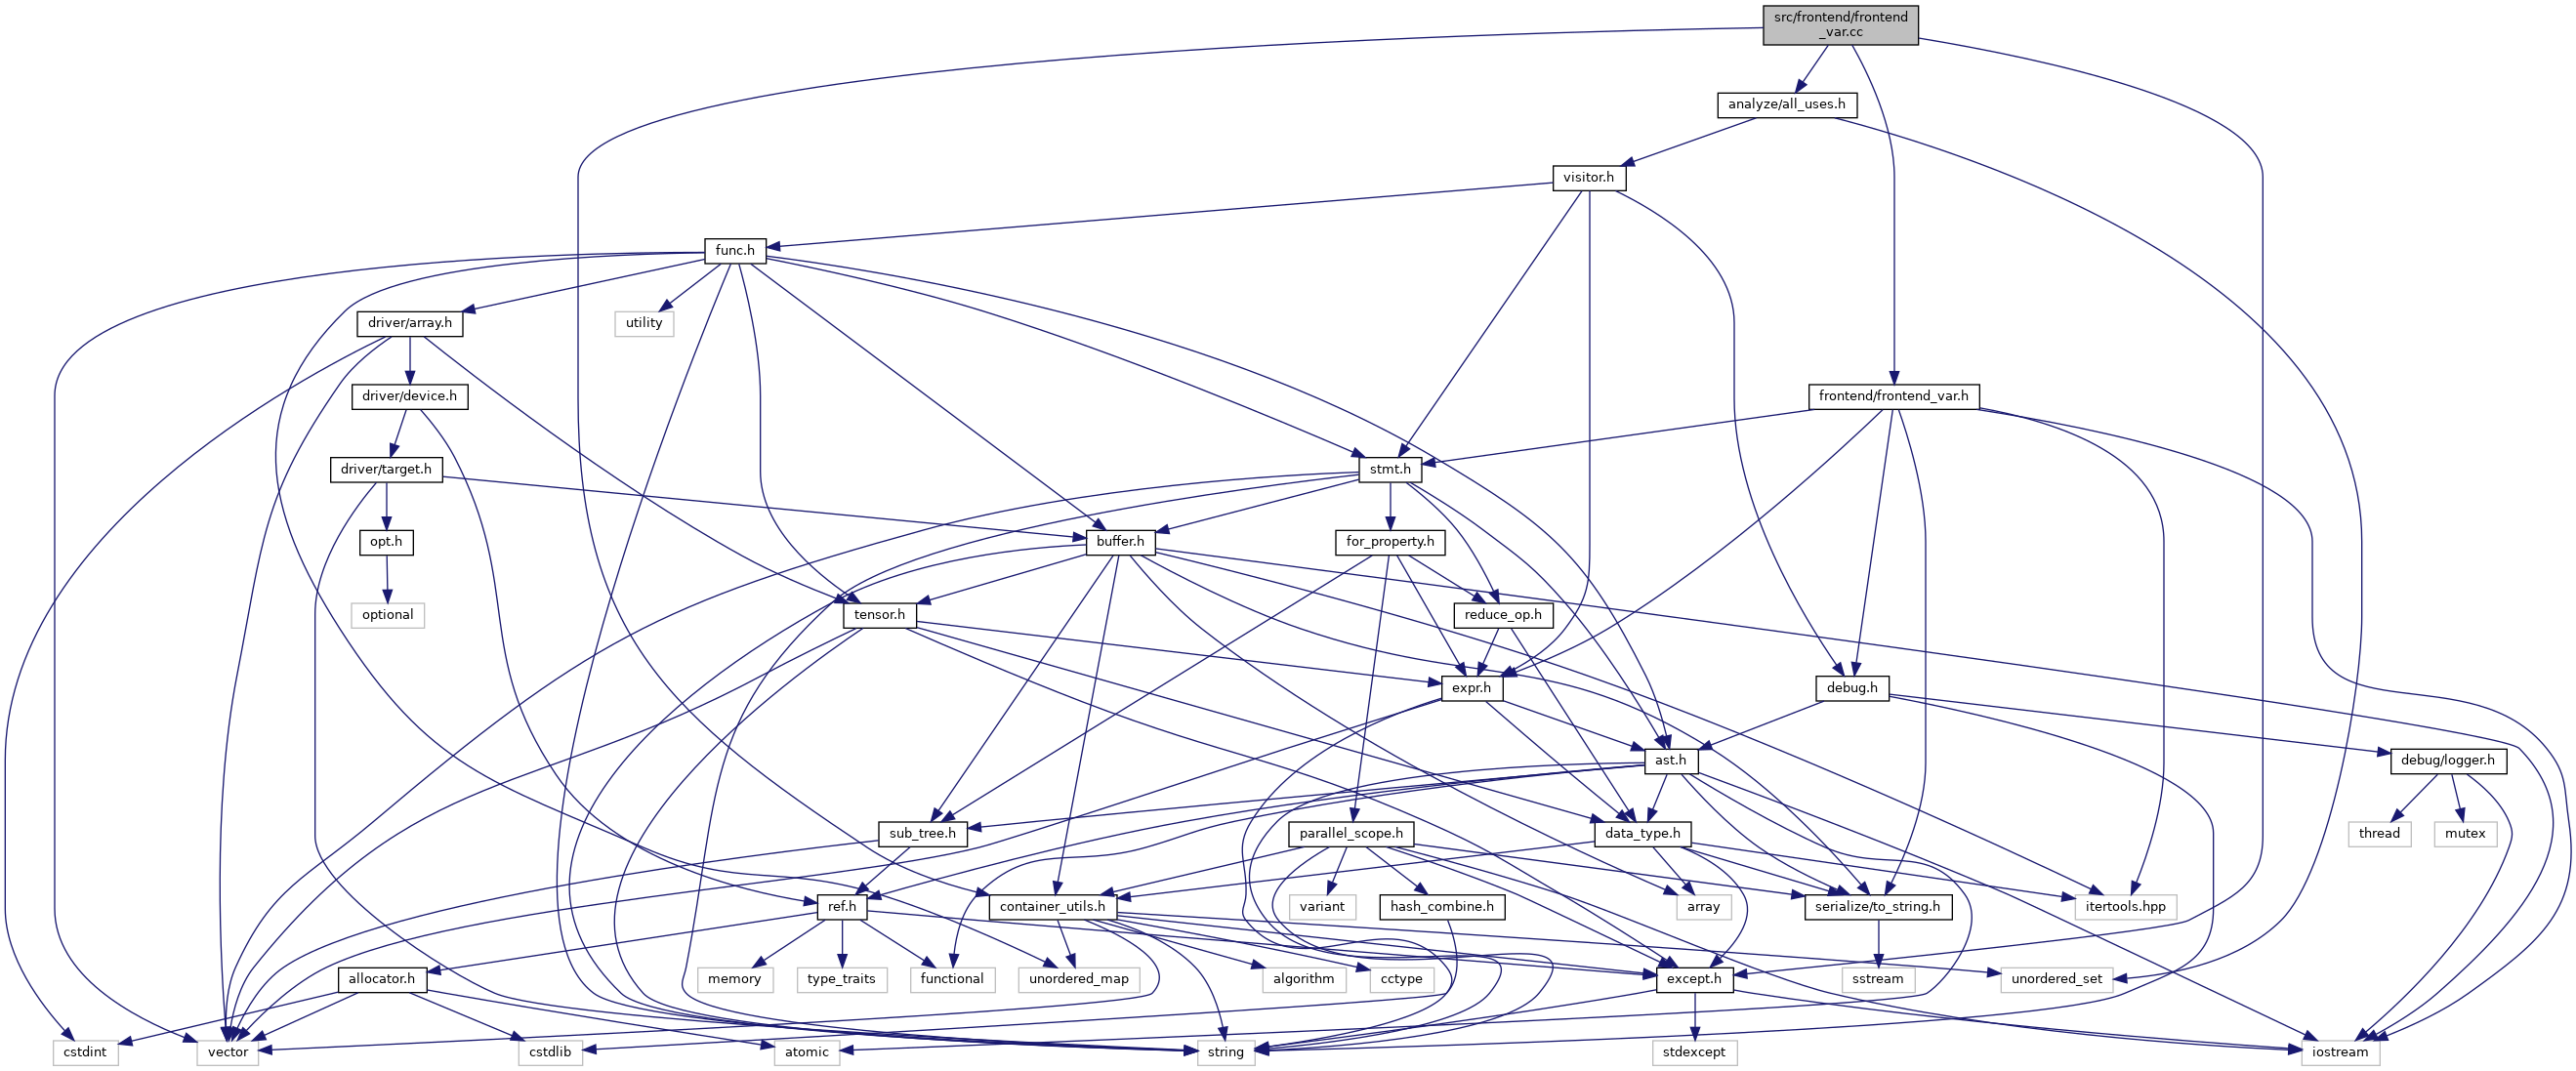 src/frontend/frontend
_var.cc
analyze/all_uses.h
visitor.h
func.h
driver/array.h
utility
driver/device.h
frontend/frontend_var.h
driver/target.h
stmt.h
opt.h
buffer.h
for_property.h
optional
tensor.h
reduce_op.h
expr.h
debug.h
ast.h
debug/logger.h
sub_tree.h
parallel_scope.h
data_type.h
thread
mutex
ref.h
container_utils.h
variant
hash_combine.h
array
serialize/to_string.h
itertools.hpp
allocator.h
memory
type_traits
functional
unordered_map
algorithm
cctype
except.h
sstream
unordered_set
cstdint
vector
cstdlib
atomic
string
stdexcept
iostream